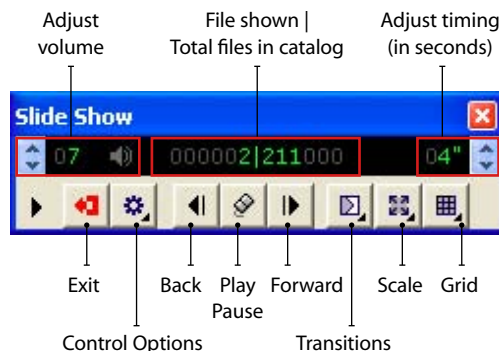 Adjust
volume
File shown |
Total files in catalog
Adjust timing
(in seconds)
Slide Show
07
000002|211000
04"
Exit
Back
Play
Pause
Forward
Scale
Grid
Control Options
Transitions